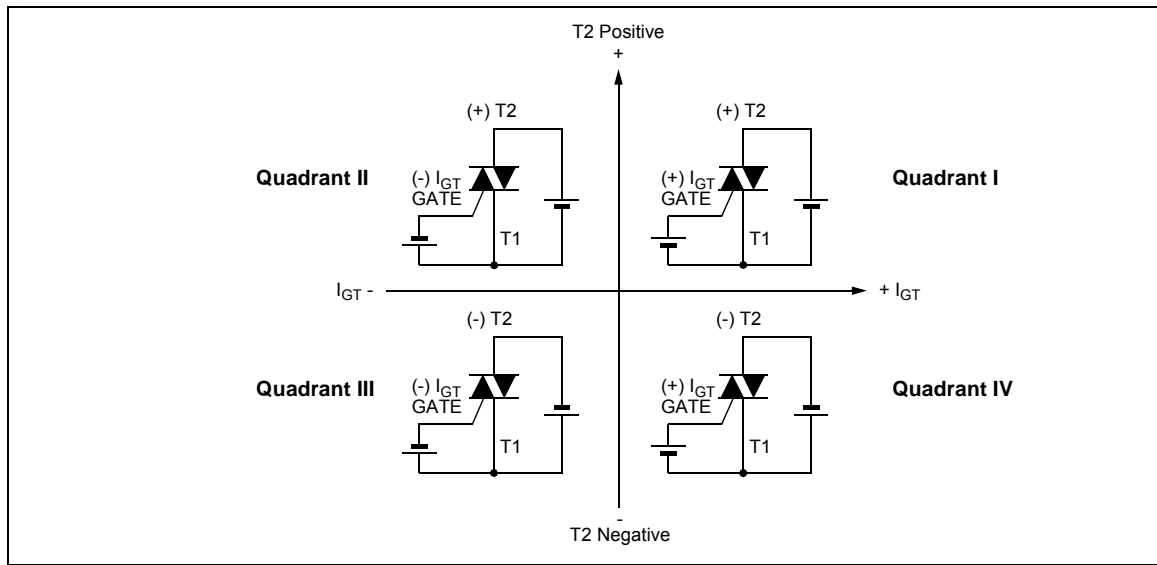 T2 Positive
+
(+) T2
(+) T2
Quadrant II
(-) IGT
GATE
T1
(+) IGT
GATE
T1
Quadrant I
IGT -
+ IGT
(-) T2
(-) T2
Quadrant III
(-) IGT
GATE
T1
(+) IGT
GATE
T1
Quadrant IV
-
T2 Negative